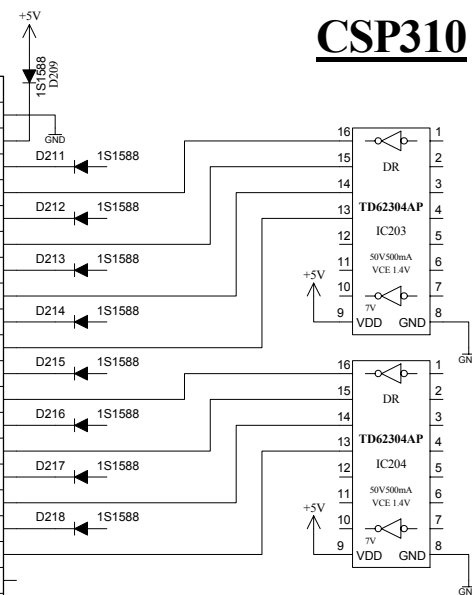 +5V
CSP310
1S1588
D209
GND
D211 1S1588
D212 1S1588
D213 1S1588
D214 1S1588
D215 1S1588
D216 1S1588
D217 1S1588
D218 1S1588
16 1
15 DR 2
14 3
13 TD62304AP 4
12 IC203 5
11 50V500mA 6
VCE 1.4V
+5V
10 7
7V
9 VDD GND 8
GN
16 1
15 DR 2
14 3
13 TD62304AP 4
12 IC204 5
11 50V500mA 6
VCE 1.4V
+5V
10 7
7V
9 VDD GND 8
GN